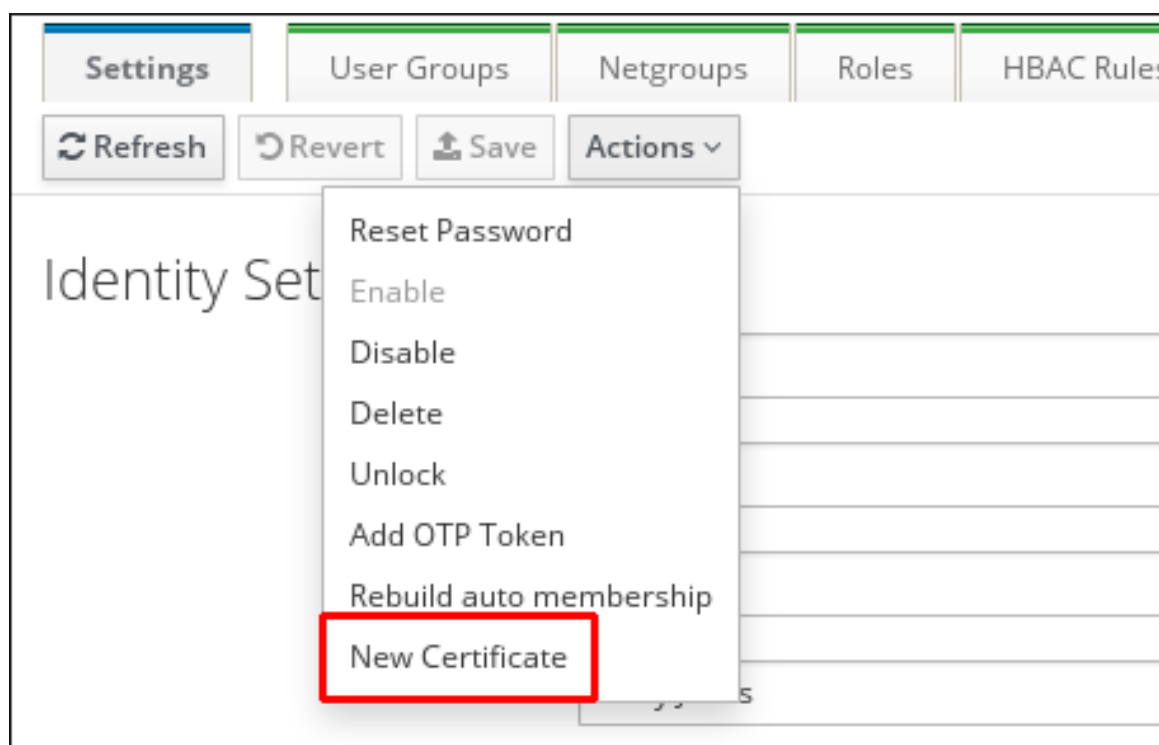 Settings User Groups Netgroups Roles HBAC Rules
Refresh Revert Save Actions
Reset Password
Identity Set
Enable
Disable
Delete
Unlock
Add OTP Token
Rebuild auto membership
New Certificate